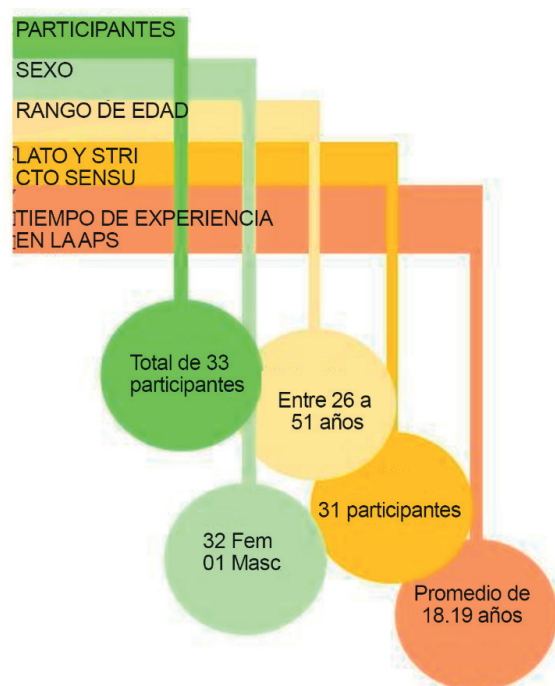 PARTICIPANTES
SEXO
RANGO DE EDAD
LATO Y STRI
CTO SENSU
TIEMPO DE EXPERIENCIA
EN LA APS
Total de 33
participantes
Entre 26 a
51 años
31 participantes
32 Fem
01 Masc
Promedio de
18.19 años